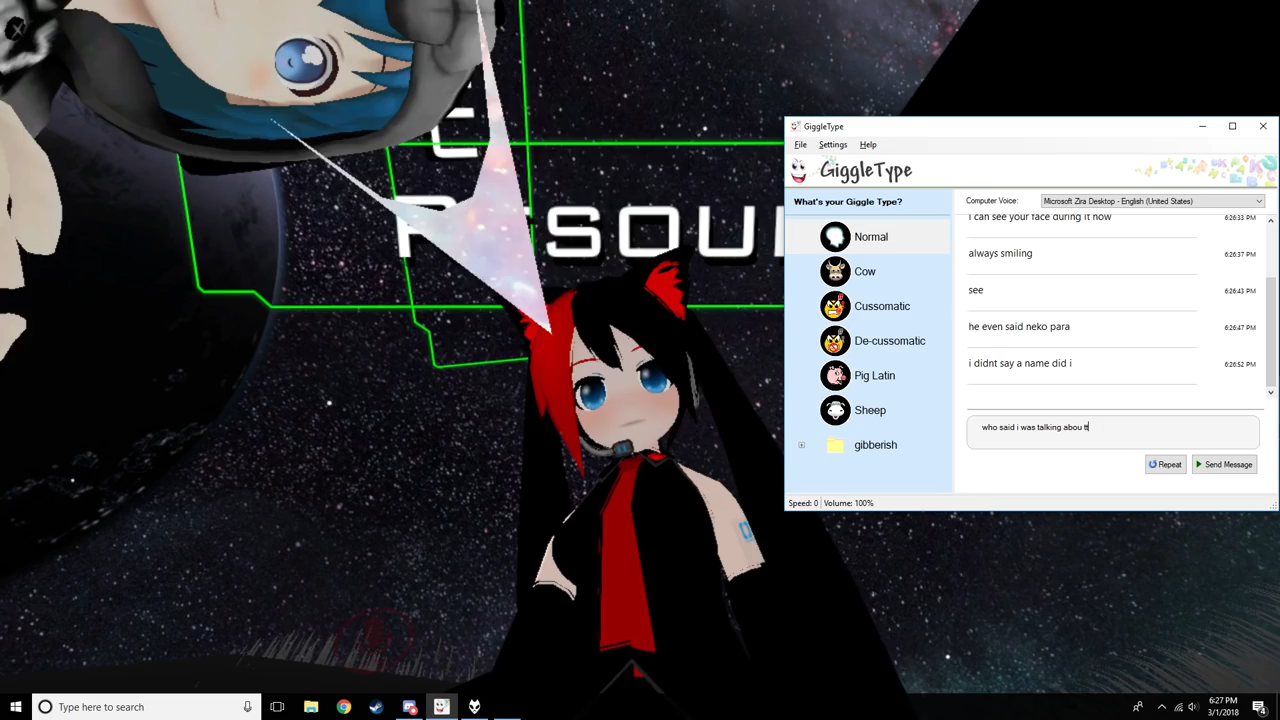 E
RESOU
GiggleType
File Settings Help
GiggleType
What's your Giggle Type?
Computer Voice: Microsoft Zira Desktop - English (United States)
Normal
Cow
Cussomatic
De-cussomatic
Pig Latin
Sheep
gibberish
i can see your face during it now 6:26:33 PM
always smiling 6:26:37 PM
see 6:26:43 PM
he even said neko para 6:26:47 PM
i didnt say a name did i 6:26:52 PM
who said i was talking abou tt
Repeat Send Message
Speed: 0 Volume: 100%
Type here to search
6:27 PM
3/1/2018
4